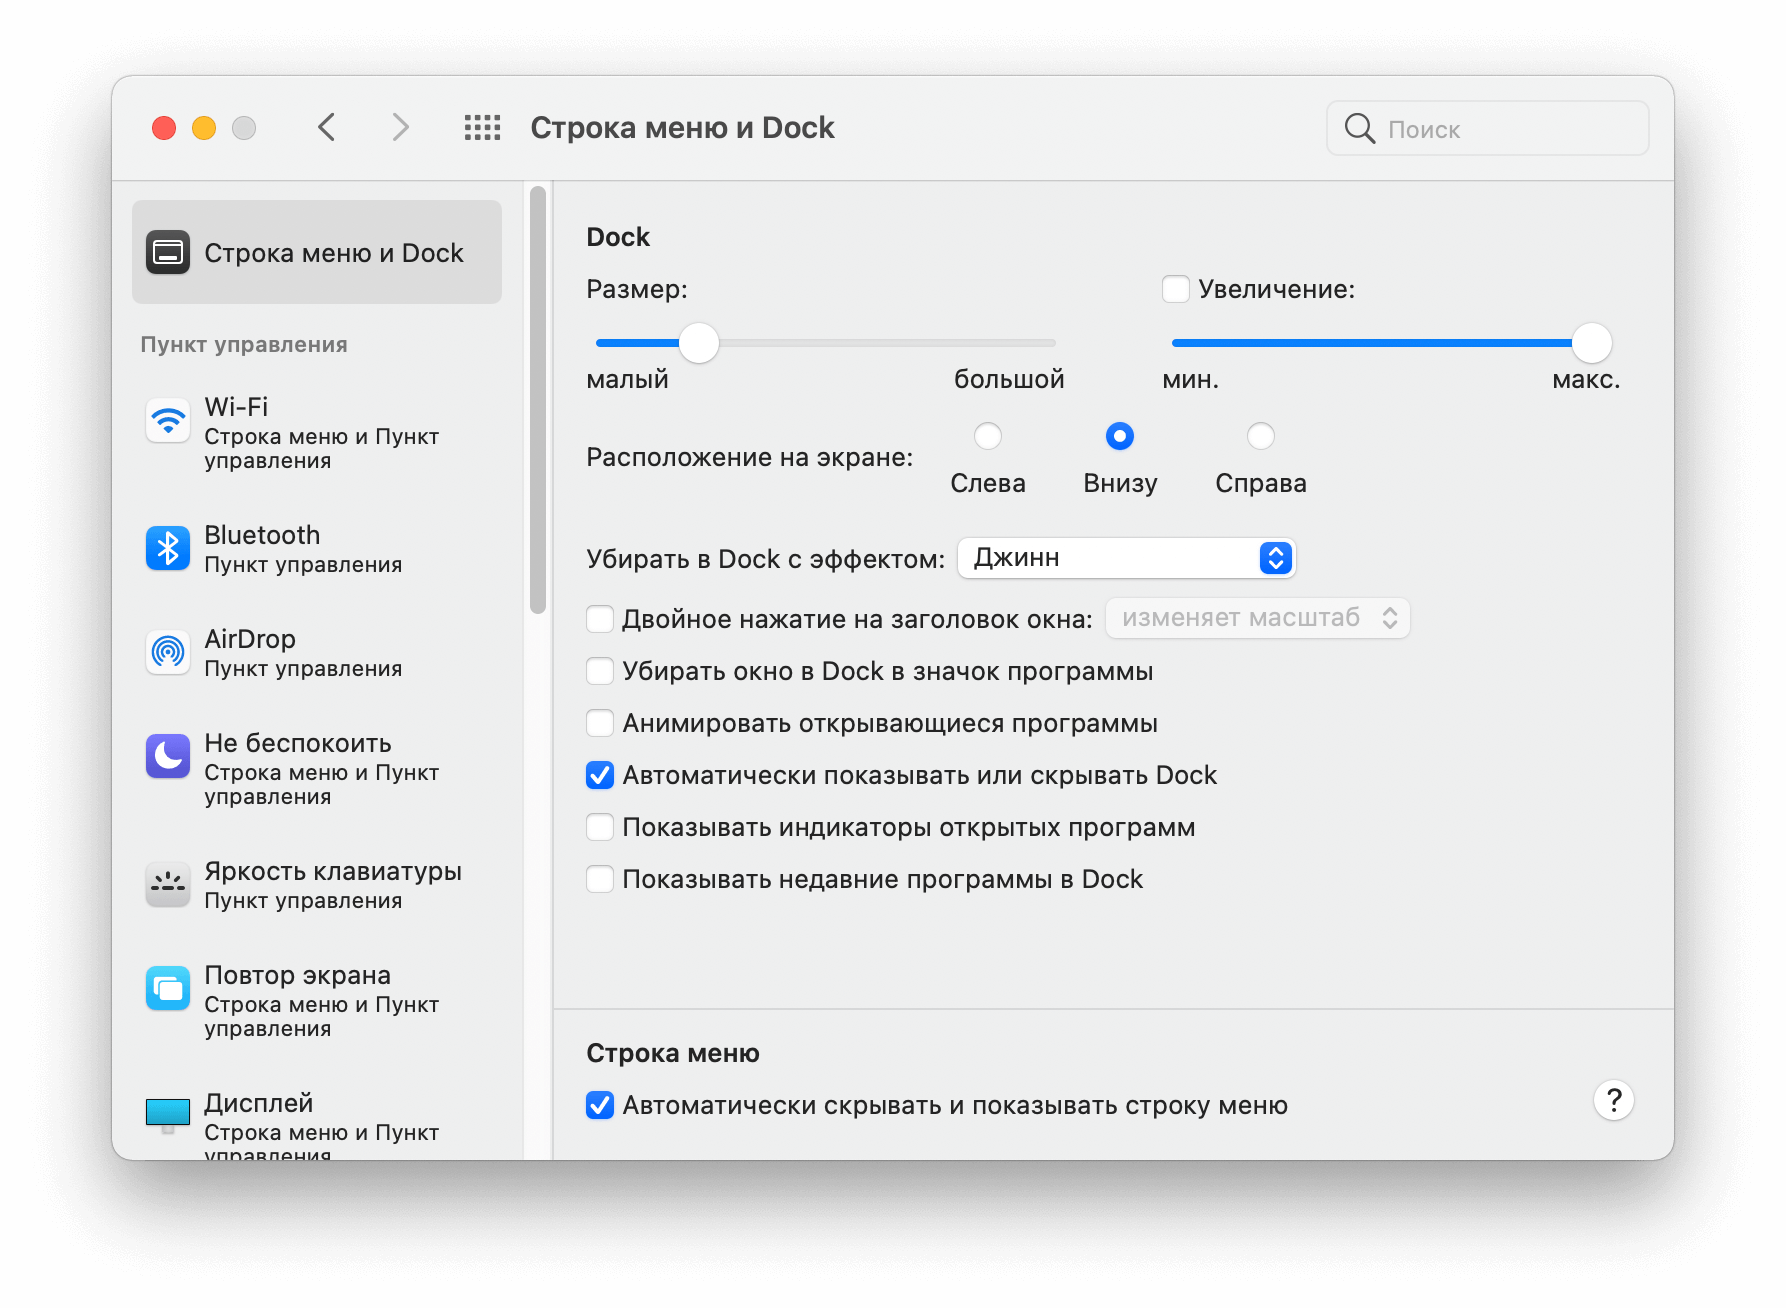 Строка меню и Dock
Поиск
Строка меню и Dock
Пункт управления
Wi-Fi
Строка меню и Пункт
управления
Bluetooth
Пункт управления
AirDrop
Пункт управления
Не беспокоить
Строка меню и Пункт
управления
Яркость клавиатуры
Пункт управления
Повтор экрана
Строка меню и Пункт
управления
Дисплей
Строка меню и Пункт
управления
Dock
Размер:
Увеличение:
малый
большой
мин.
макс.
Расположение на экране:
Слева
Внизу
Справа
Убирать в Dock с эффектом:
Джинн
Двойное нажатие на заголовок окна:
изменяет масштаб
Убирать окно в Dock в значок программы
Анимировать открывающиеся программы
Автоматически показывать или скрывать Dock
Показывать индикаторы открытых программ
Показывать недавние программы в Dock
Строка меню
Автоматически скрывать и показывать строку меню
?